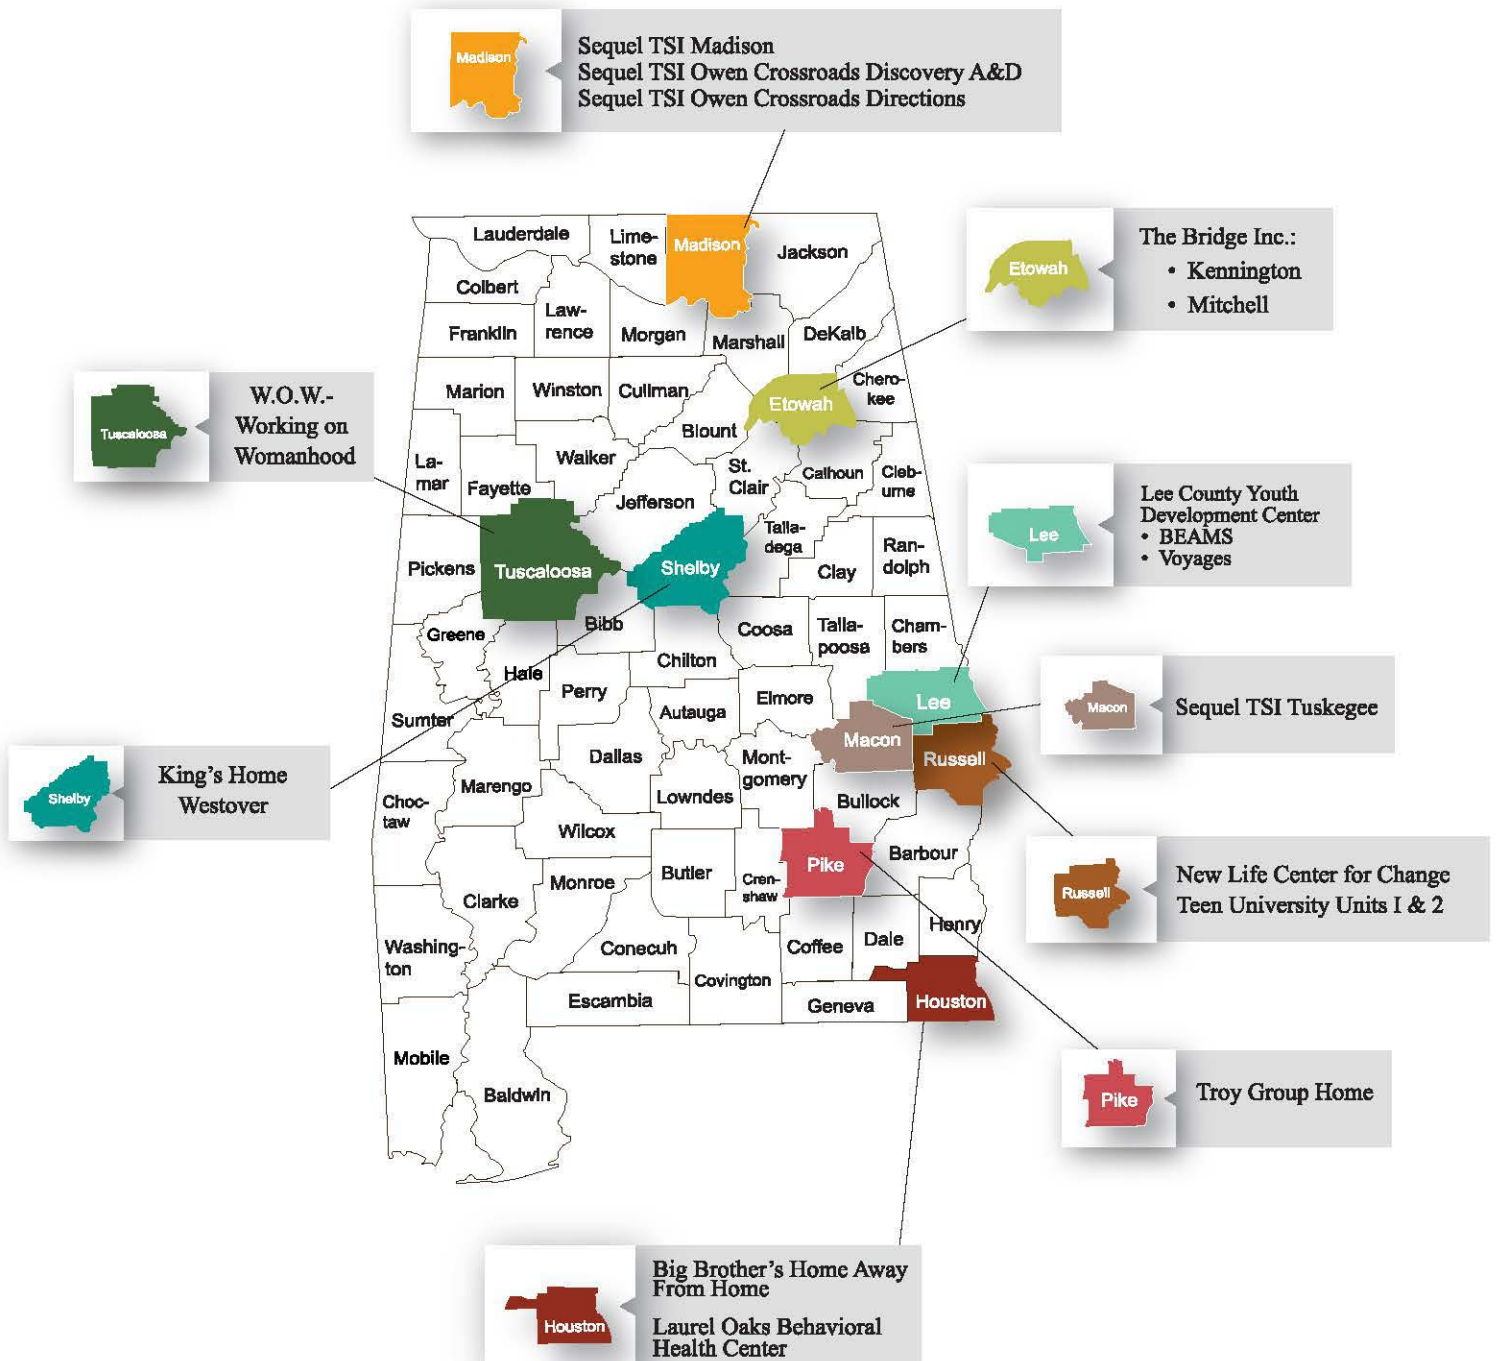 Madison
Sequel TSI Madison
Sequel TSI Owen Crossroads Discovery A&D
Sequel TSI Owen Crossroads Directions
Etowah
The Bridge Inc.:
• Kennington
• Mitchell
Tuscaloosa
W.O.W.-
Working on
Womanhood
Lee
Lee County Youth
Development Center
• BEAMS
• Voyages
Macon
Sequel TSI Tuskegee
Shelby
King's Home
Westover
Russell
New Life Center for Change
Teen University Units I & 2
Pike
Troy Group Home
Houston
Big Brother's Home Away
From Home
Laurel Oaks Behavioral
Health Center
Lauderdale
Lime-
stone
Madison
Jackson
Colbert
Law-
rence
Franklin
Morgan
Marshall
DeKalb
Marion
Winston
Cullman
Etowah
Chero-
kee
Blount
La-
mar
Fayette
Walker
Jefferson
St.
Clair
Calhoun
Cleb-
urne
Pickens
Tuscaloosa
Shelby
Talla-
dega
Clay
Ran-
dolph
Greene
Hale
Bibb
Chilton
Coosa
Talla-
poosa
Cham-
bers
Sumter
Perry
Autauga
Elmore
Lee
Macon
Russell
Dallas
Marengo
Lowndes
Mont-
gomery
Bullock
Choc-
taw
Wilcox
Butler
Cren-
shaw
Pike
Barbour
Clarke
Monroe
Washing-
ton
Conecuh
Covington
Coffee
Dale
Henry
Escambia
Geneva
Houston
Mobile
Baldwin